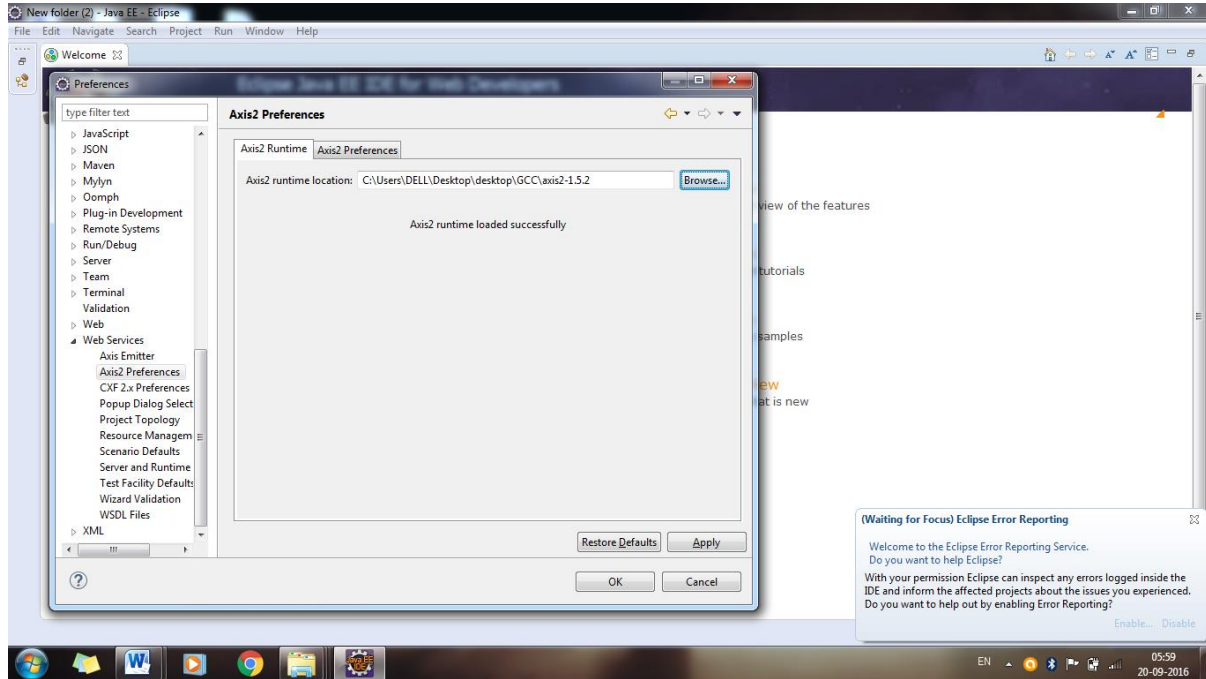 New folder (2) - Java EE - Eclipse
File Edit Navigate Search Project Run Window Help
Welcome
Eclipse Java EE IDE for Web Developers
Preferences
type filter text
JavaScript
JSON
Maven
Mylyn
Oomph
Plug-in Development
Remote Systems
Run/Debug
Server
Team
Terminal
Validation
Web
Web Services
Axis Emitter
Axis2 Preferences
CXF 2.x Preferences
Popup Dialog Select
Project Topology
Resource Managem
Scenario Defaults
Server and Runtime
Test Facility Defaults
Wizard Validation
WSDL Files
XML
Axis2 Preferences
Axis2 Runtime Axis2 Preferences
Axis2 runtime location: C:\Users\DELL\Desktop\desktop\GCC\axis2-1.5.2 Browse...
Axis2 runtime loaded successfully
Restore Defaults Apply
OK Cancel
view of the features
tutorials
samples
ew
at is new
(Waiting for Focus) Eclipse Error Reporting
Welcome to the Eclipse Error Reporting Service.
Do you want to help Eclipse?
With your permission Eclipse can inspect any errors logged inside the
IDE and inform the affected projects about the issues you experienced.
Do you want to help out by enabling Error Reporting?
Enable... Disable
Java EE
IDE
EN
05:59
20-09-2016